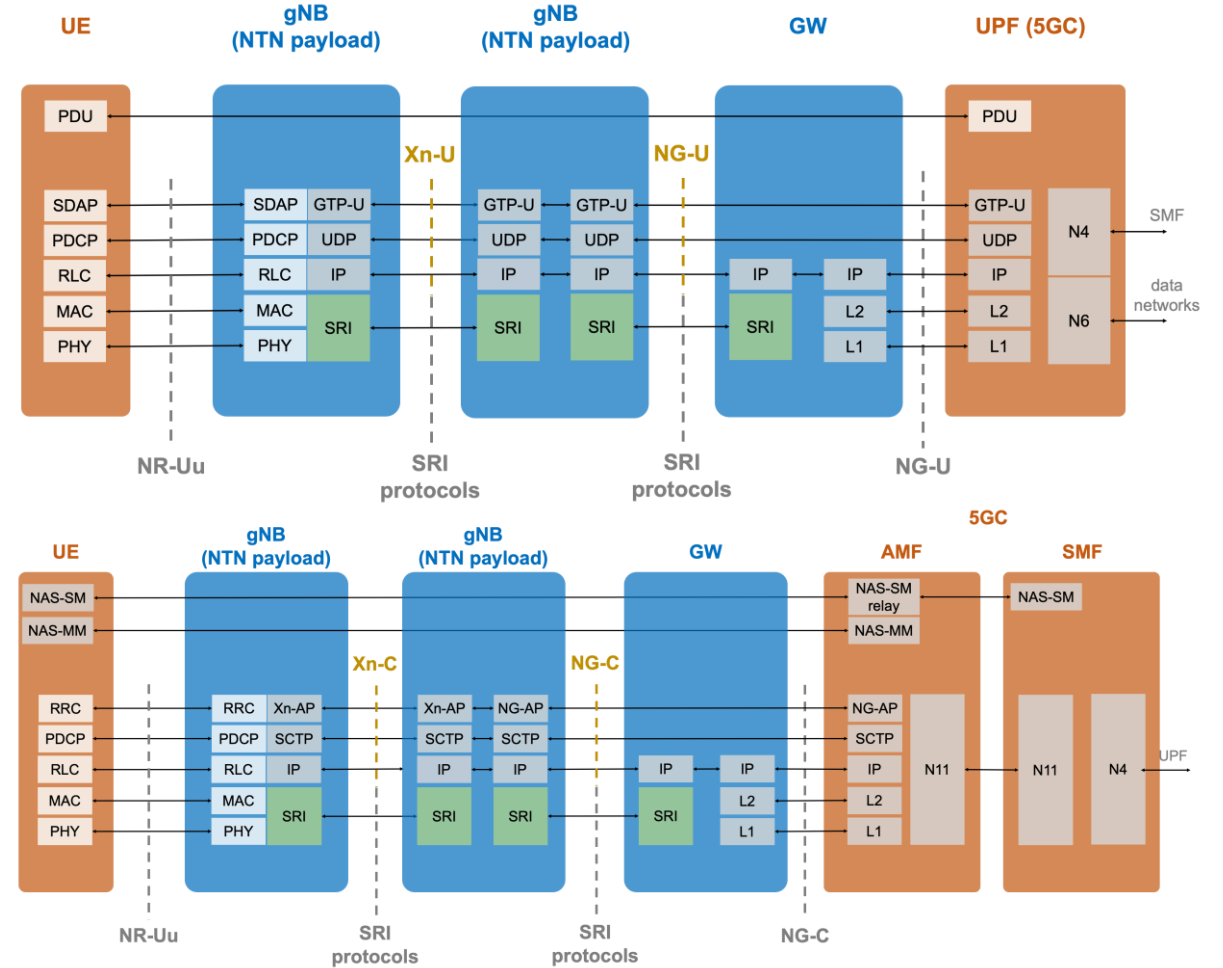 UE
gNB
(NTN payload)
gNB
(NTN payload)
GW
UPF (5GC)
PDU
PDU
Xn-U
NG-U
SDAP
SDAP
GTP-U
GTP-U
GTP-U
GTP-U
SMF
PDCP
PDCP
UDP
UDP
UDP
UDP
N4
RLC
RLC
IP
IP
IP
IP
IP
IP
data
networks
MAC
MAC
SRI
SRI
SRI
SRI
L2
L2
N6
PHY
PHY
L1
L1
NR-Uu
SRI
protocols
SRI
protocols
NG-U
5GC
UE
gNB
(NTN payload)
gNB
(NTN payload)
GW
AMF
SMF
NAS-SM
NAS-SM
relay
NAS-SM
NAS-MM
NAS-MM
Xn-C
NG-C
RRC
RRC
Xn-AP
Xn-AP
NG-AP
NG-AP
PDCP
PDCP
SCTP
SCTP
SCTP
SCTP
RLC
RLC
IP
IP
IP
IP
IP
IP
N11
N11
N4
UPF
MAC
MAC
SRI
SRI
SRI
SRI
L2
L2
PHY
PHY
L1
L1
NR-Uu
SRI
protocols
SRI
protocols
NG-C